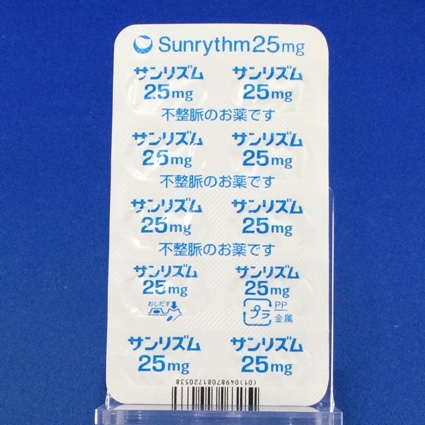 Sunrythm25mg
サンリズム サンリズム
25mg 25mg
不整脈のお薬です
サンリズム サンリズム
25mg 25mg
不整脈のお薬です
サンリズム サンリズム
25mg 25mg
不整脈のお薬です
サンリズム サンリズム
25mg 25mg
おしだす プラ PP
金属
サンリズム サンリズム
25mg 25mg
(01)04987081720538